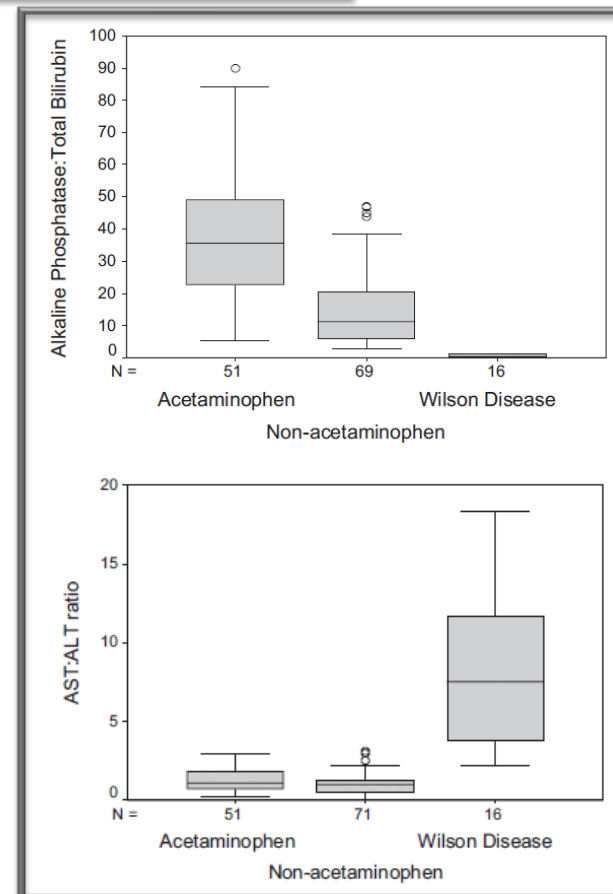 Alkaline Phosphatase:Total Bilirubin
100
90
80
70
60
50
40
30
20
10
0
N = 51 69 16
Acetaminophen Wilson Disease
Non-acetaminophen
AST:ALT ratio
20
15
10
5
0
N = 51 71 16
Acetaminophen Wilson Disease
Non-acetaminophen